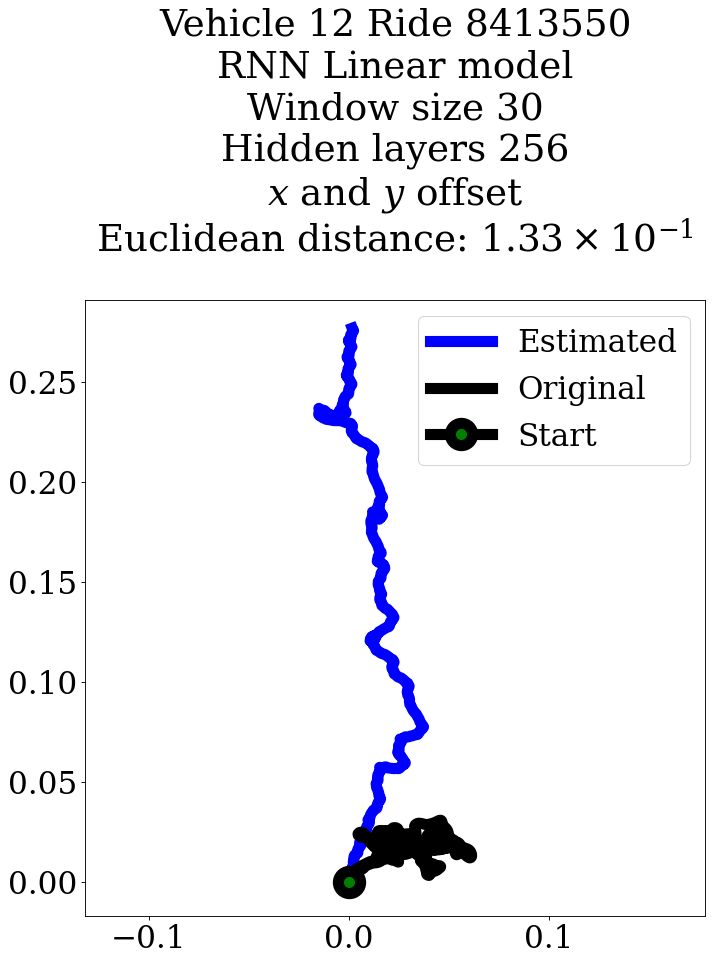 Vehicle 12 Ride 8413550
RNN Linear model
Window size 30
Hidden layers 256
x and y offset
Euclidean distance: 1.33 × 10⁻¹
Estimated
Original
Start
0.25
0.20
0.15
0.10
0.05
0.00
−0.1 0.0 0.1